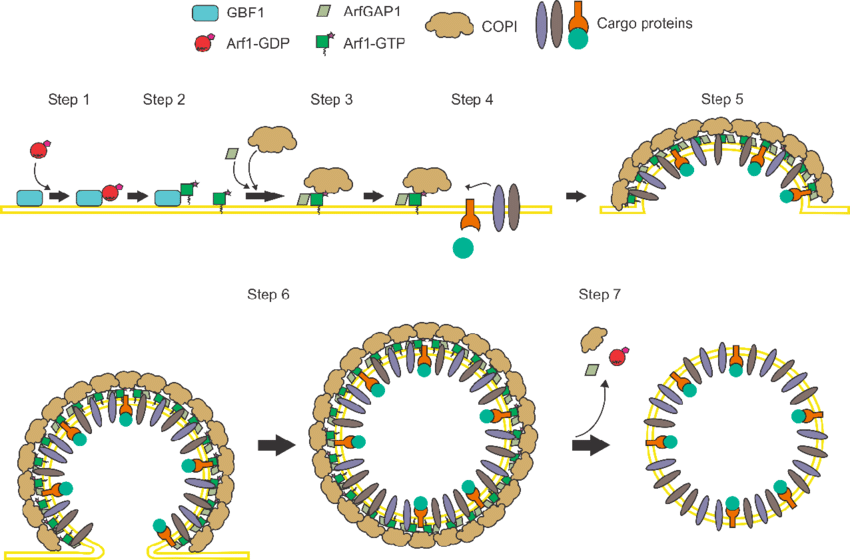 GBF1
ArfGAP1
COPI
Cargo proteins
Arf1-GDP
Arf1-GTP
Step 1
Step 2
Step 3
Step 4
Step 5
Step 6
Step 7